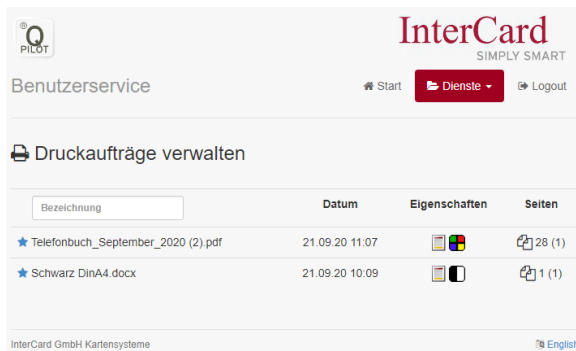 ®
Q
PILOT
InterCard
SIMPLY SMART
Benutzerservice
Start
Dienste
Logout
Druckaufträge verwalten
Bezeichnung Datum Eigenschaften Seiten
Telefonbuch_September_2020 (2).pdf 21.09.20 11:07 28 (1)
Schwarz DinA4.docx 21.09.20 10:09 1 (1)
InterCard GmbH Kartensysteme English